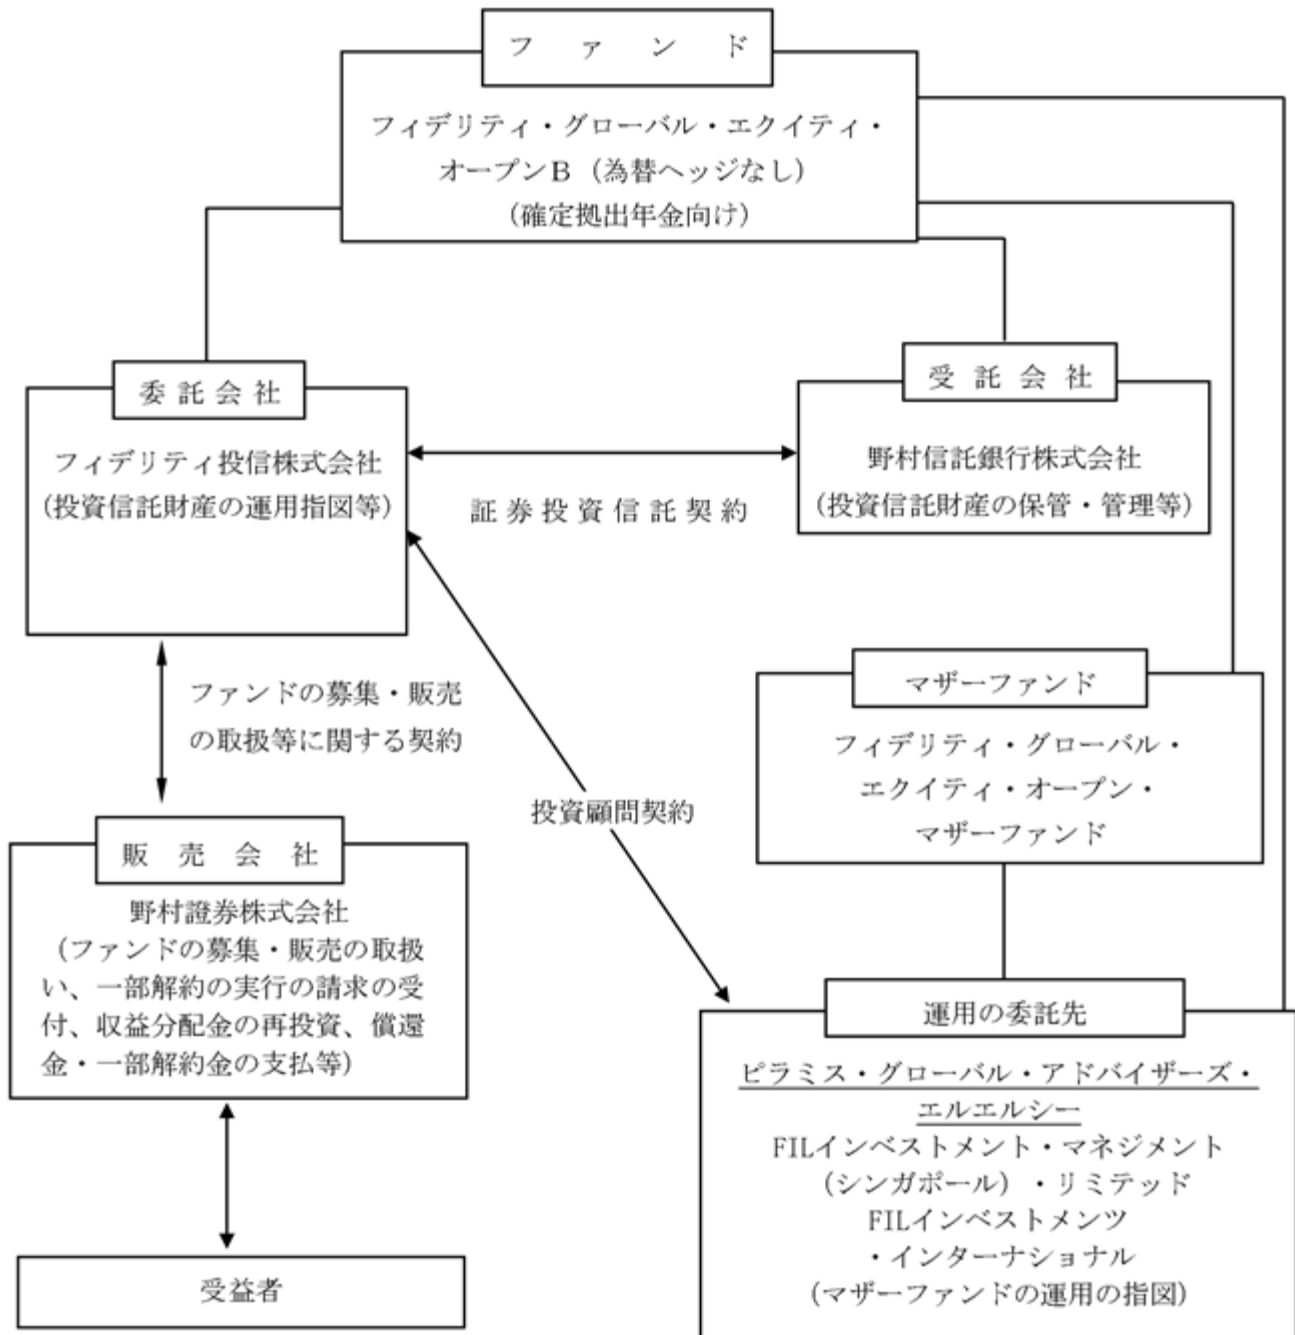 ファンド
フィデリティ・グローバル・エクイティ・
オープンB（為替ヘッジなし）
（確定拠出年金向け）
委託会社
フィデリティ投信株式会社
（投資信託財産の運用指図等）
証券投資信託契約
受託会社
野村信託銀行株式会社
（投資信託財産の保管・管理等）
ファンドの募集・販売
の取扱等に関する契約
投資顧問契約
マザーファンド
フィデリティ・グローバル・
エクイティ・オープン・
マザーファンド
販売会社
野村證券株式会社
（ファンドの募集・販売の取扱
い、一部解約の実行の請求の受
付、収益分配金の再投資、償還
金・一部解約金の支払等）
運用の委託先
ピラミス・グローバル・アドバイザーズ・
エルエルシー
FILインベストメント・マネジメント
（シンガポール）・リミテッド
FILインベストメンツ
・インターナショナル
（マザーファンドの運用の指図）
受益者